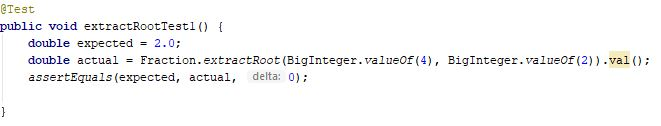 @Test
public void extractRootTest1() {
double expected = 2.0;
double actual = Fraction.extractRoot(BigInteger.valueOf(4), BigInteger.valueOf(2)).val();
assertEquals(expected, actual, delta: 0);
}